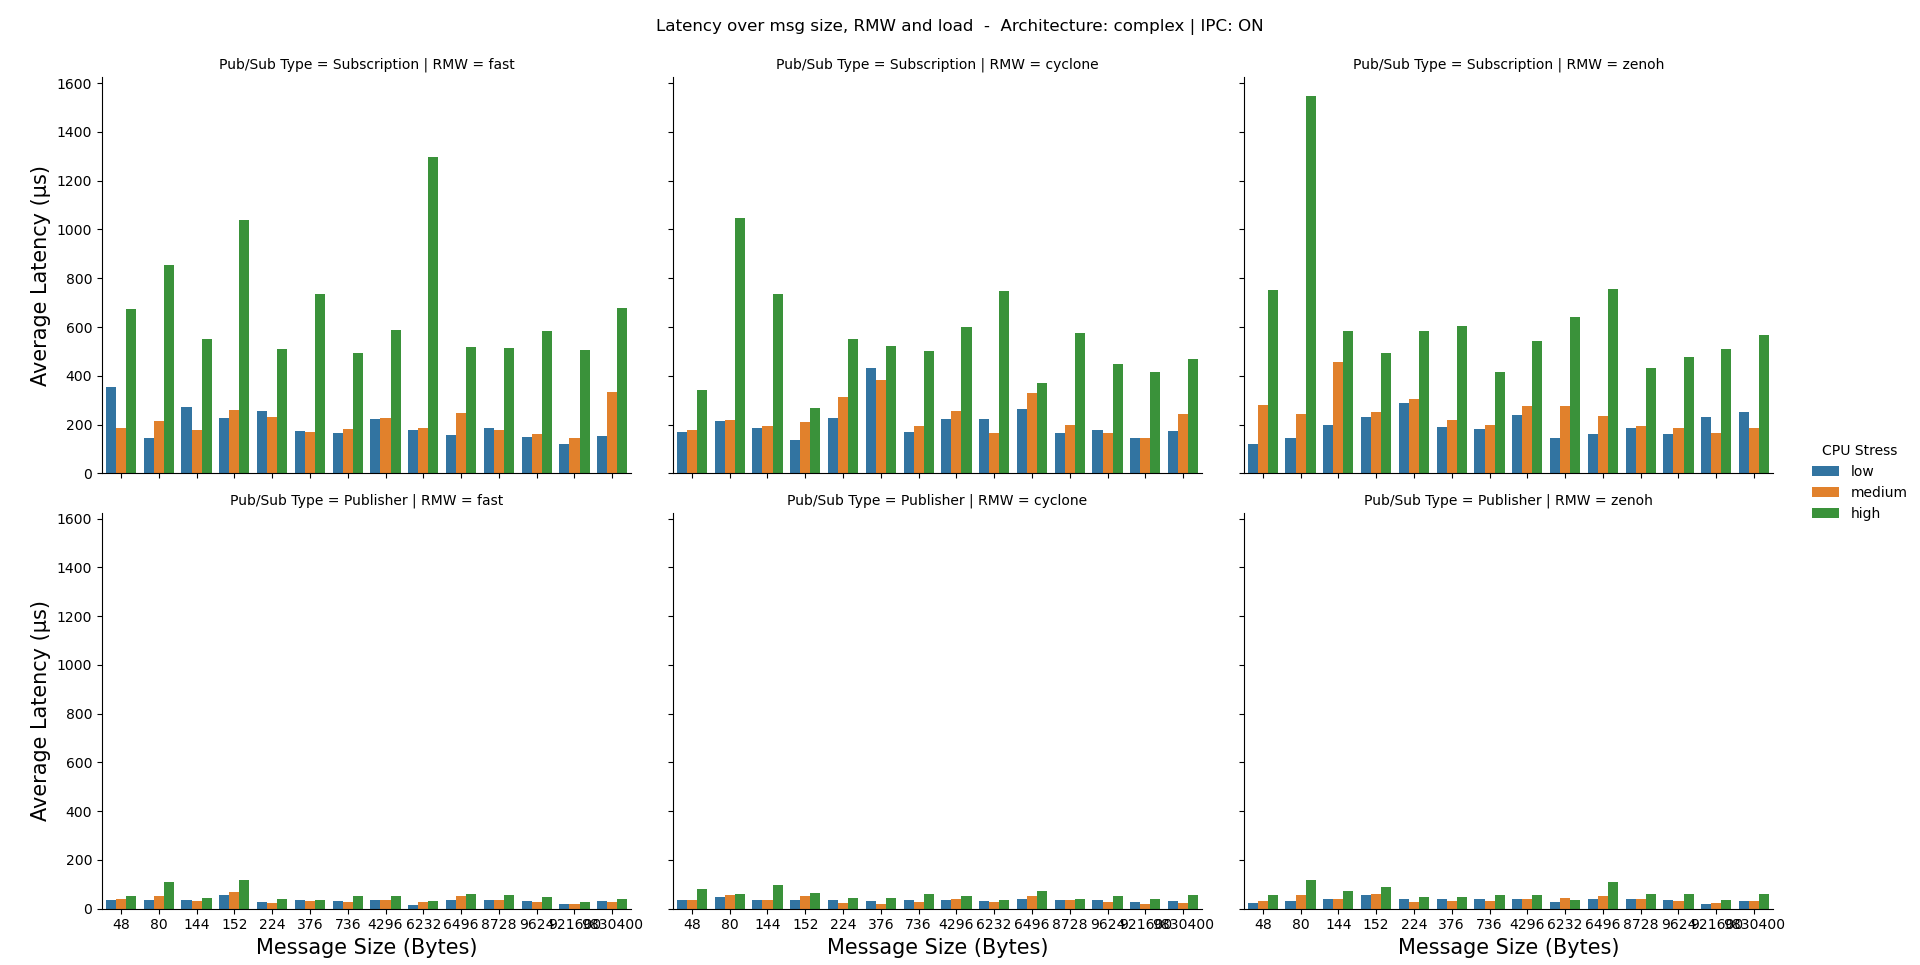 Latency over msg size, RMW and load  -  Architecture: complex | IPC: ON
Pub/Sub Type = Subscription | RMW = fast
Pub/Sub Type = Subscription | RMW = cyclone
Pub/Sub Type = Subscription | RMW = zenoh
Average Latency (µs)
1600
1400
1200
1000
800
600
400
200
0
CPU Stress
low
medium
high
Pub/Sub Type = Publisher | RMW = fast
Pub/Sub Type = Publisher | RMW = cyclone
Pub/Sub Type = Publisher | RMW = zenoh
Average Latency (µs)
1600
1400
1200
1000
800
600
400
200
0
48 80 144 152 224 376 736 4296 6232 6496 8728 9624
48 80 144 152 224 376 736 4296 6232 6496 8728 9624
48 80 144 152 224 376 736 4296 6232 6496 8728 9624
Message Size (Bytes)
Message Size (Bytes)
Message Size (Bytes)